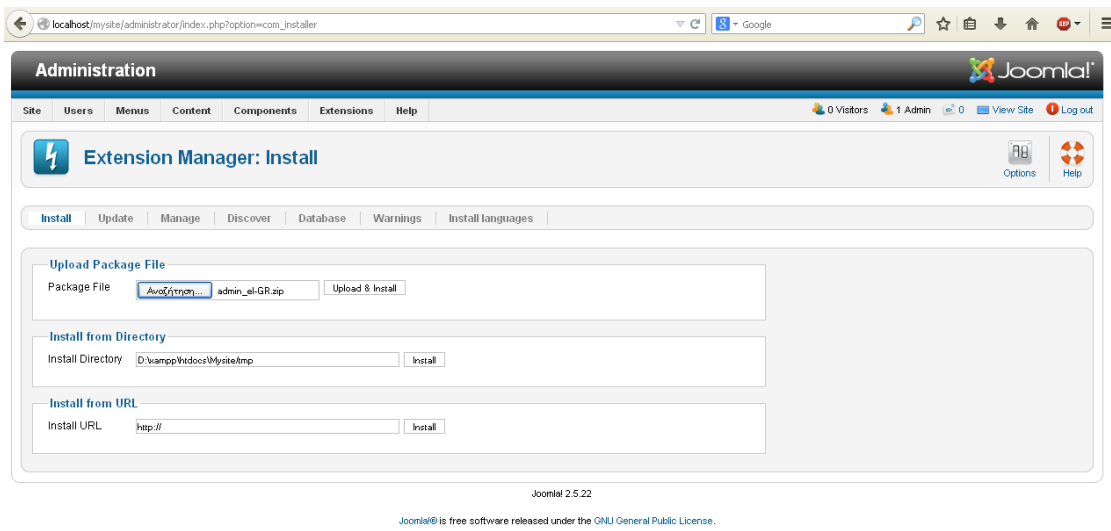 localhost/mysite/administrator/index.php?option=com_installer
Google
ABP
Administration
Joomla!
Site Users Menus Content Components Extensions Help
0 Visitors 1 Admin 0 View Site Log out
Extension Manager: Install
Options Help
Install Update Manage Discover Database Warnings Install languages
Upload Package File
Package File Αναζήτηση... admin_el-GR.zip Upload & Install
Install from Directory
Install Directory D:\xampp\htdocs\Mysite/tmp Install
Install from URL
Install URL http:// Install
Joomla! 2.5.22
Joomla!® is free software released under the GNU General Public License.